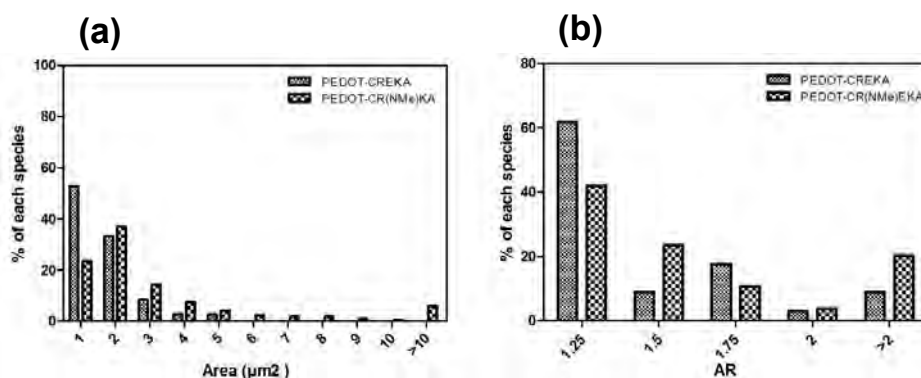 (a)
100
80
60
40
20
0
% of each species
PEDOT-CREKA
PEDOT-CR(NMe)KA
1 2 3 4 5 6 7 8 9 10 >10
Area (µm2 )
(b)
80
60
40
20
0
% of each species
PEDOT-CREKA
PEDOT-CR(NMe)EKA
1.25 1.5 1.75 2 >2
AR